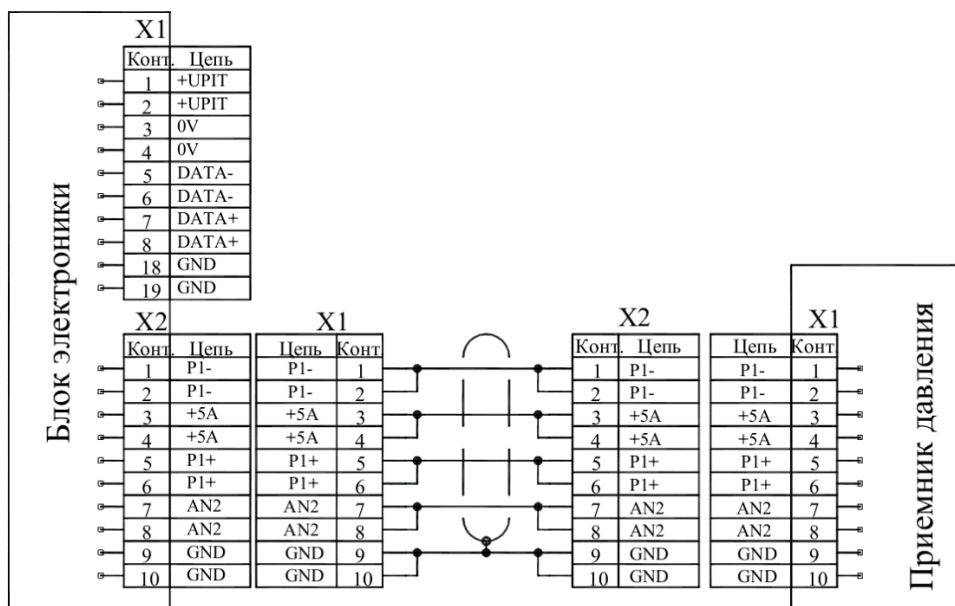 X1
Конт. Цепь
1 +UPIT
2 +UPIT
3 0V
4 0V
5 DATA-
6 DATA-
7 DATA+
8 DATA+
18 GND
19 GND
Блок электроники
X2
Конт. Цепь
1 P1-
2 P1-
3 +5A
4 +5A
5 P1+
6 P1+
7 AN2
8 AN2
9 GND
10 GND
X1
Цепь Конт.
P1- 1
P1- 2
+5A 3
+5A 4
P1+ 5
P1+ 6
AN2 7
AN2 8
GND 9
GND 10
X2
Конт. Цепь
1 P1-
2 P1-
3 +5A
4 +5A
5 P1+
6 P1+
7 AN2
8 AN2
9 GND
10 GND
X1
Цепь Конт.
P1- 1
P1- 2
+5A 3
+5A 4
P1+ 5
P1+ 6
AN2 7
AN2 8
GND 9
GND 10
Приемник давления